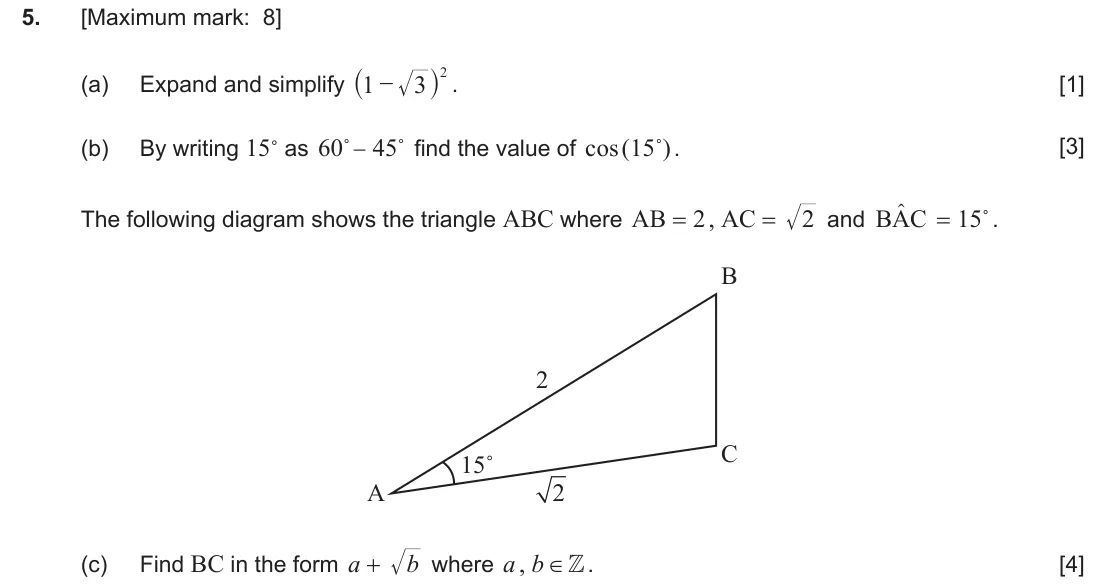 5. [Maximum mark: 8]
(a) Expand and simplify (1 − √3)².
[1]
(b) By writing 15° as 60° − 45° find the value of cos(15°).
[3]
The following diagram shows the triangle ABC where AB = 2, AC = √2 and BÂC = 15°.
B
2
15°
C
A
√2
(c) Find BC in the form a + √b where a, b ∈ ℤ.
[4]